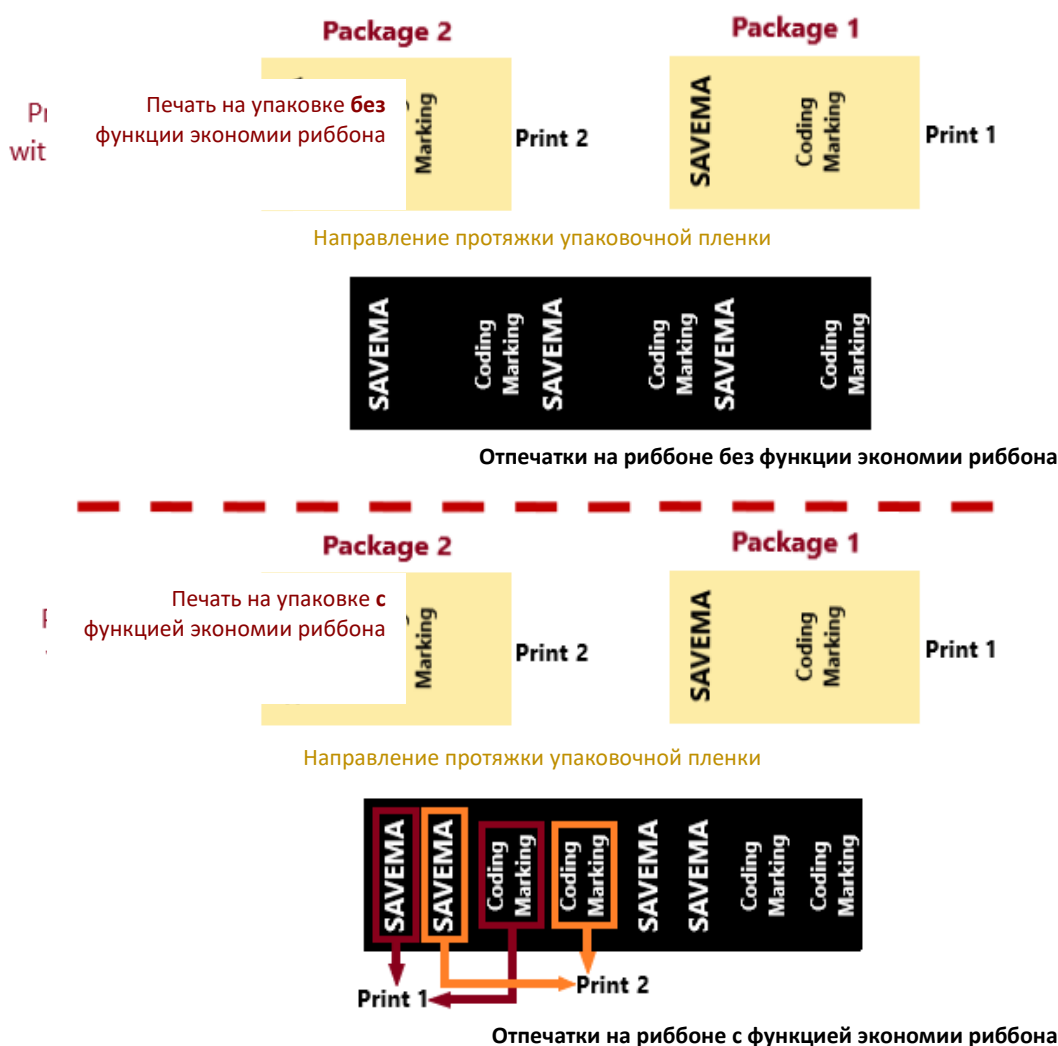 Package 2
Package 1
Печать на упаковке без
функции экономии риббона
Marking
Print 2
SAVEMA
Coding
Marking
Print 1
Направление протяжки упаковочной пленки
SAVEMA
Coding
Marking
SAVEMA
Coding
Marking
SAVEMA
Coding
Marking
Отпечатки на риббоне без функции экономии риббона
Package 2
Package 1
Печать на упаковке с
функцией экономии риббона
Marking
Print 2
SAVEMA
Coding
Marking
Print 1
Направление протяжки упаковочной пленки
SAVEMA
SAVEMA
Coding
Marking
Coding
Marking
SAVEMA
SAVEMA
Coding
Marking
Coding
Marking
Print 1
Print 2
Отпечатки на риббоне с функцией экономии риббона